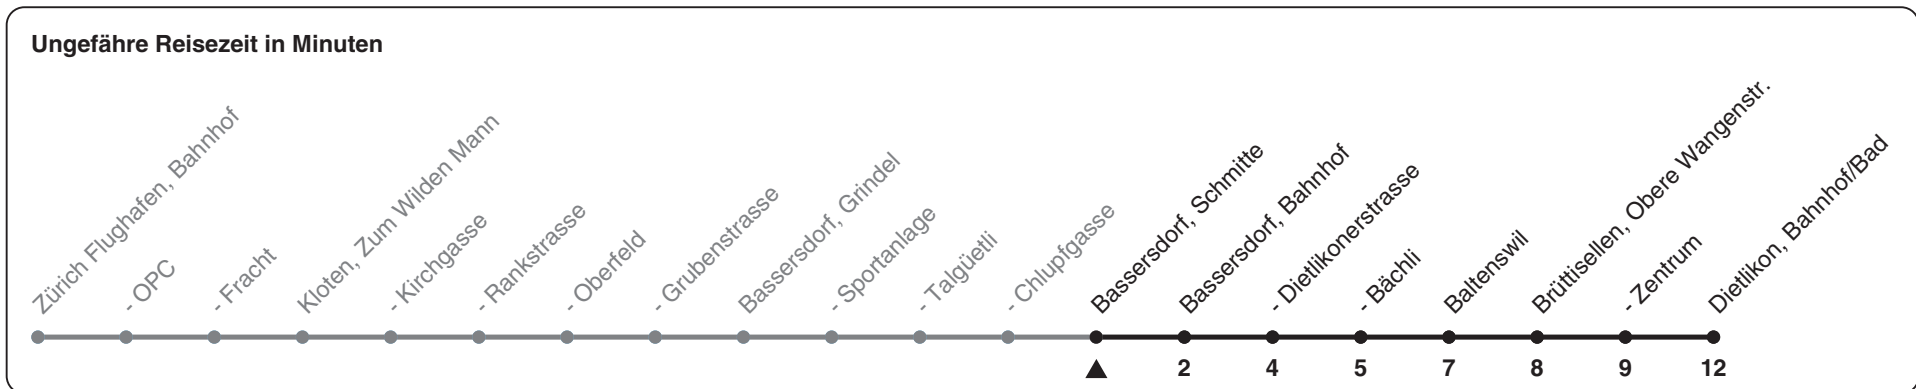 Ungefähre Reisezeit in Minuten
Zürich Flughafen, Bahnhof
- OPC
- Fracht
Kloten, Zum Wilden Mann
- Kirchgasse
- Rankstrasse
- Oberfeld
- Grubenstrasse
Bassersdorf, Grindel
- Sportanlage
- Talgüetli
- Chlupfgasse
Bassersdorf, Schmitte
Bassersdorf, Bahnhof
- Dietlikonerstrasse
- Bächli
Baltenswil
Brüttisellen, Obere Wangenstr.
- Zentrum
Dietlikon, Bahnhof/Bad
2 4 5 7 8 9 12